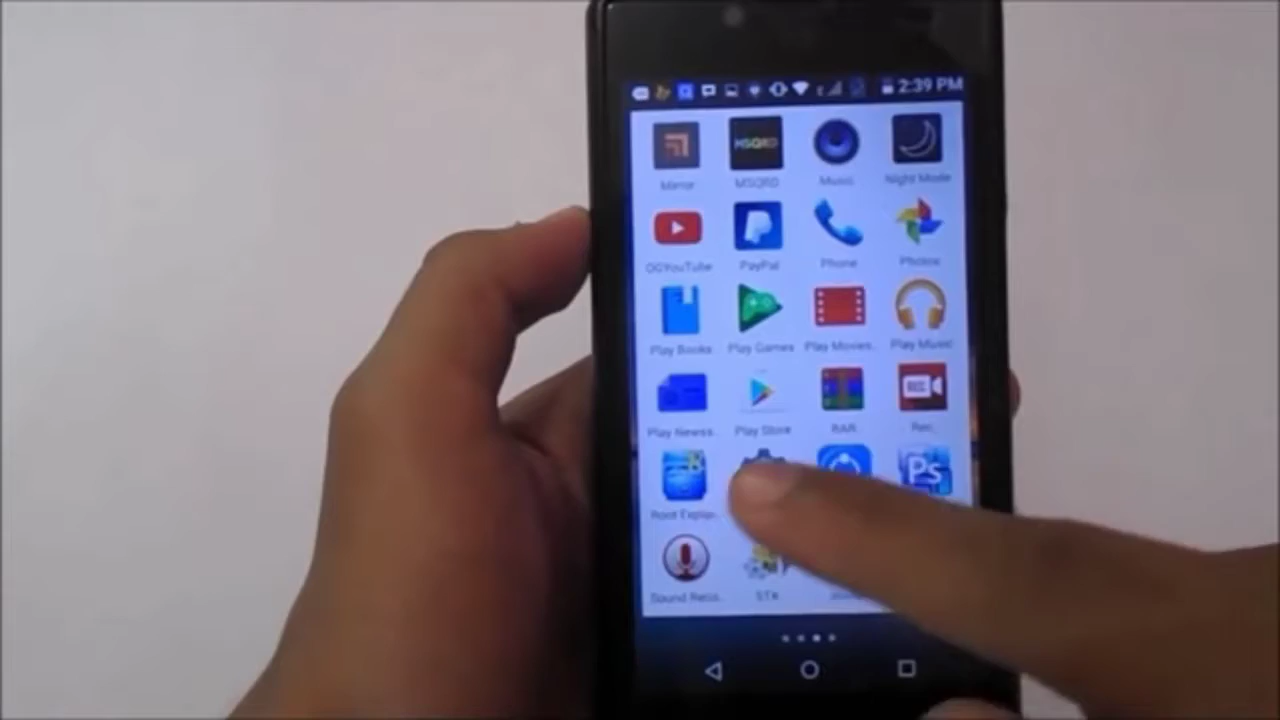 2:39 PM
Mirror MSQRD Music Night Mode
OGYouTube PayPal Phone Photos
Play Books Play Games Play Movies.. Play Music
Play Newss.. Play Store RAR Rec.
Root Explor..
Ps
Sound Reco.. STK